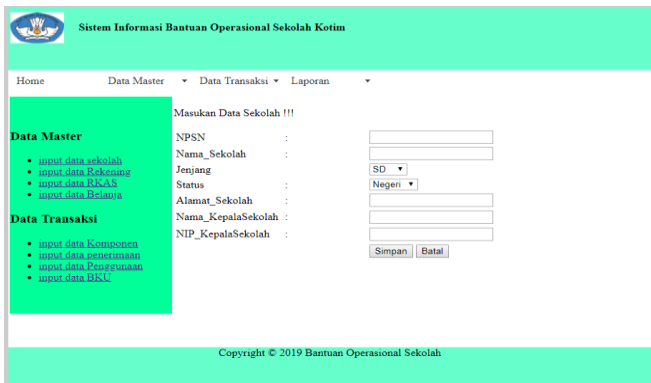 Sistem Informasi Bantuan Operasional Sekolah Kotim
Home Data Master Data Transaksi Laporan
Data Master
input data sekolah
input data Rekening
input data RKAS
input data Belanja
Data Transaksi
input data Komponen
input data penerimaan
input data Penggunaan
input data BKU
Masukan Data Sekolah !!!
NPSN :
Nama_Sekolah :
Jenjang SD
Status : Negeri
Alamat_Sekolah :
Nama_KepalaSekolah :
NIP_KepalaSekolah :
Simpan Batal
Copyright © 2019 Bantuan Operasional Sekolah